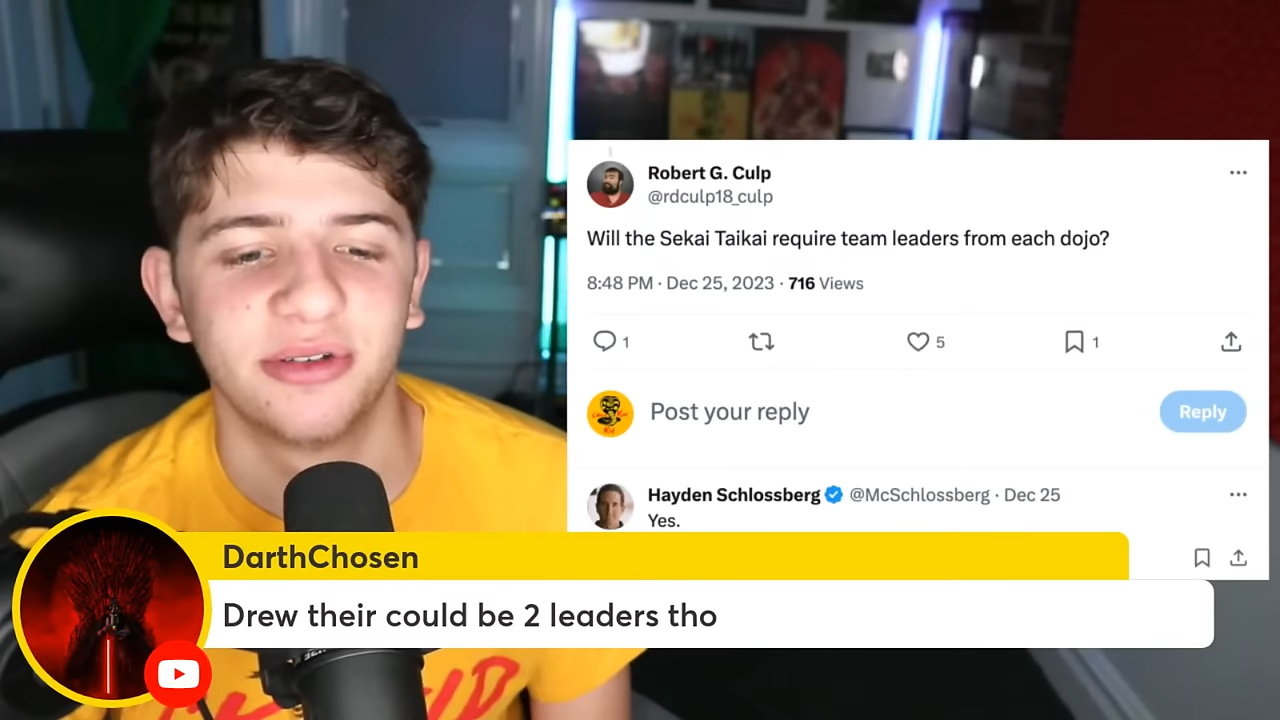 Robert G. Culp
@rdculp18_culp
Will the Sekai Taikai require team leaders from each dojo?
8:48 PM · Dec 25, 2023 · 716 Views
1
5
1
Post your reply
Reply
Hayden Schlossberg @McSchlossberg · Dec 25
Yes.
DarthChosen
Drew their could be 2 leaders tho